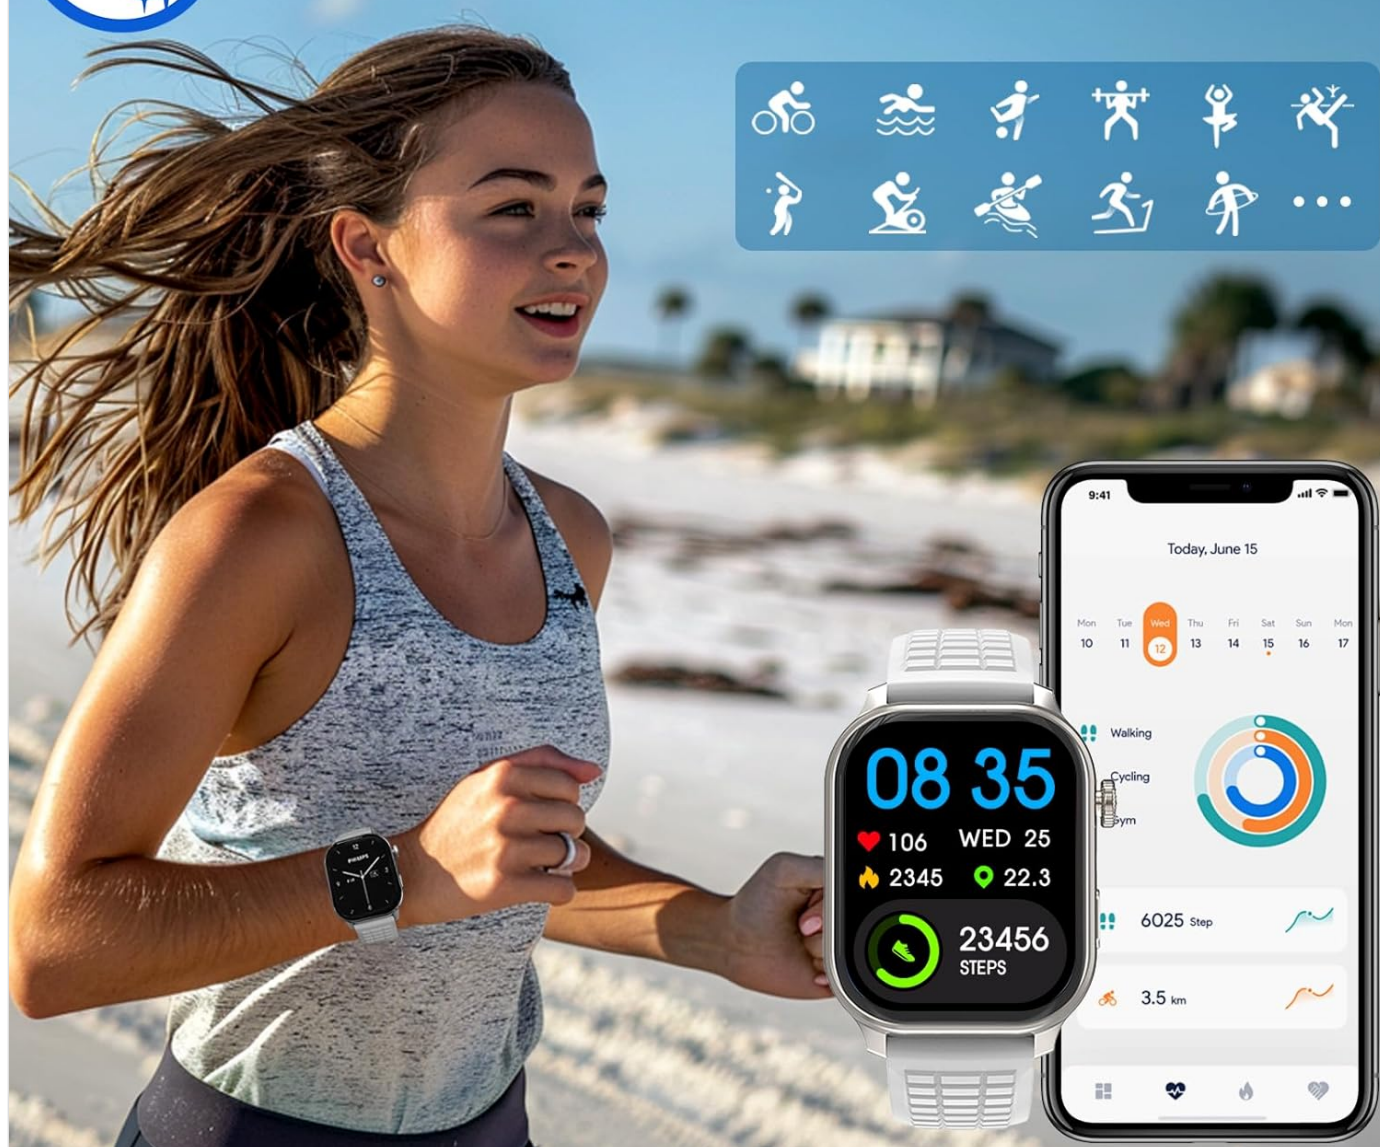 9:41
Today, June 15
Mon Tue Wed Thu Fri Sat Sun Mon
10 11 12 13 14 15 16 17
Walking
Cycling
6025 Step
3.5 km
08 35
106 WED 25
2345 22.3
23456
STEPS
12